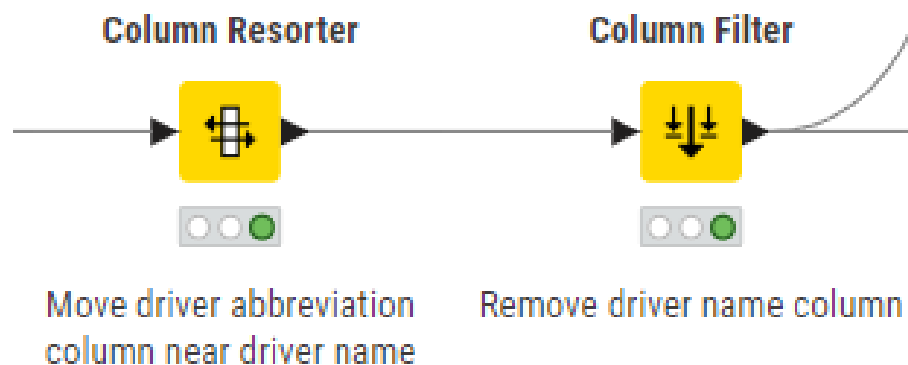 Column Resorter
Column Filter
Move driver abbreviation
column near driver name
Remove driver name column